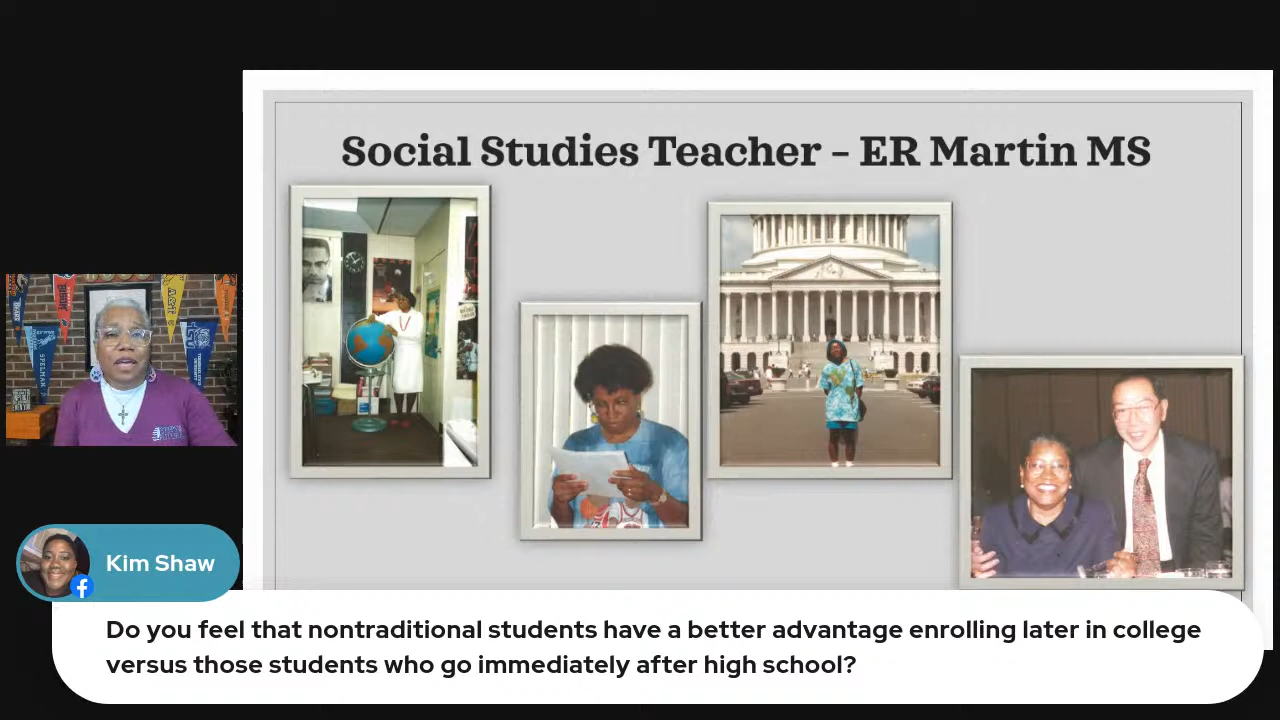 Social Studies Teacher – ER Martin MS
SPELMAN
Kim Shaw
Do you feel that nontraditional students have a better advantage enrolling later in college
versus those students who go immediately after high school?